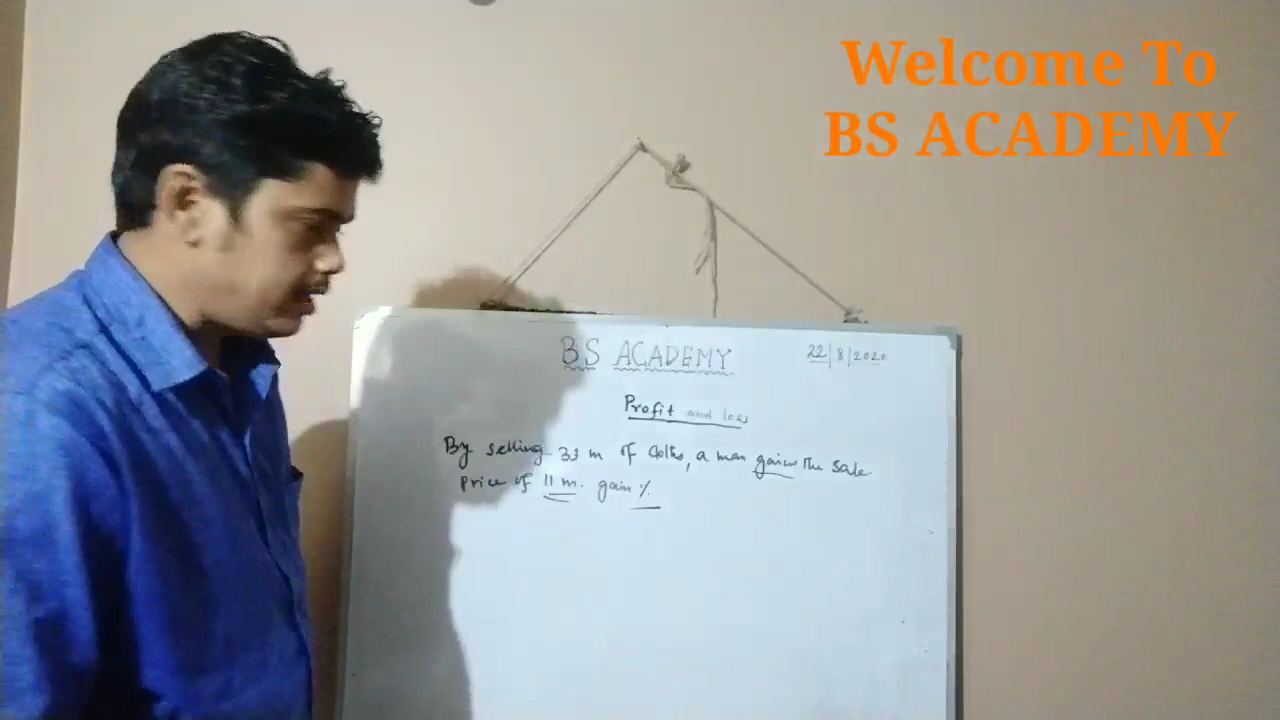 Welcome To
BS ACADEMY
BS ACADEMY
22/8/2020
Profit and loss
By selling 33 m of Cloths, a man gains the sale
price of 11 m. gain %